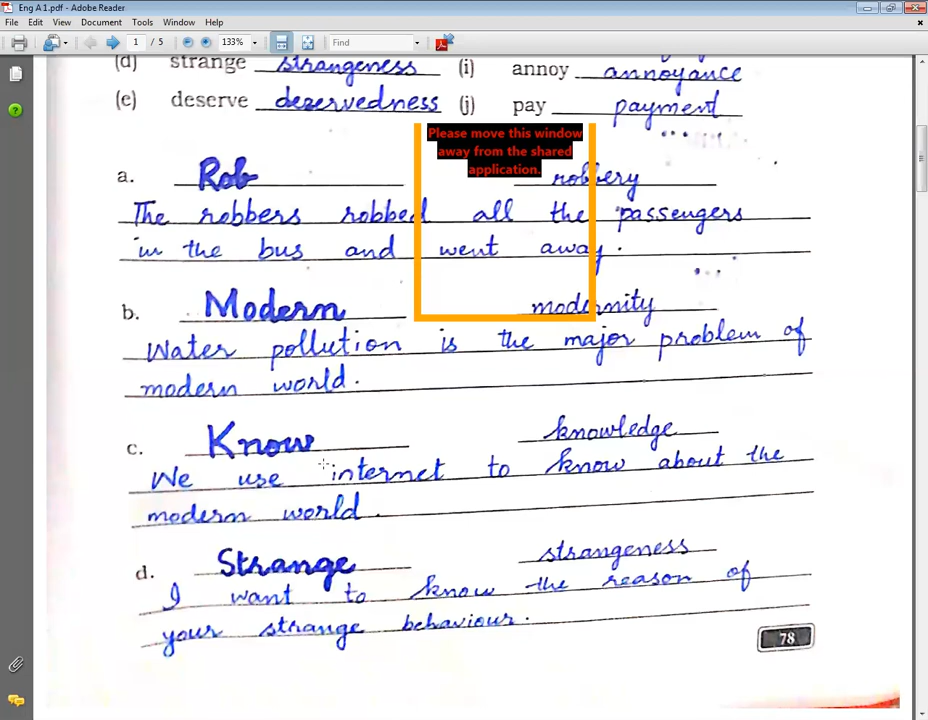 Eng A 1.pdf - Adobe Reader
File Edit View Document Tools Window Help
1 / 5 133% Find
(d) strange strangeness (i) annoy annoyance
(e) deserve deservedness (j) pay payment
Please move this window
away from the shared
application.
a. Rob robbery
The robbers robbed all the passengers
in the bus and went away.
b. Modern modernity
Water pollution is the major problem of
modern world.
c. Know knowledge
We use internet to know about the
modern world.
d. Strange strangeness
I want to know the reason of
your strange behaviour.
78